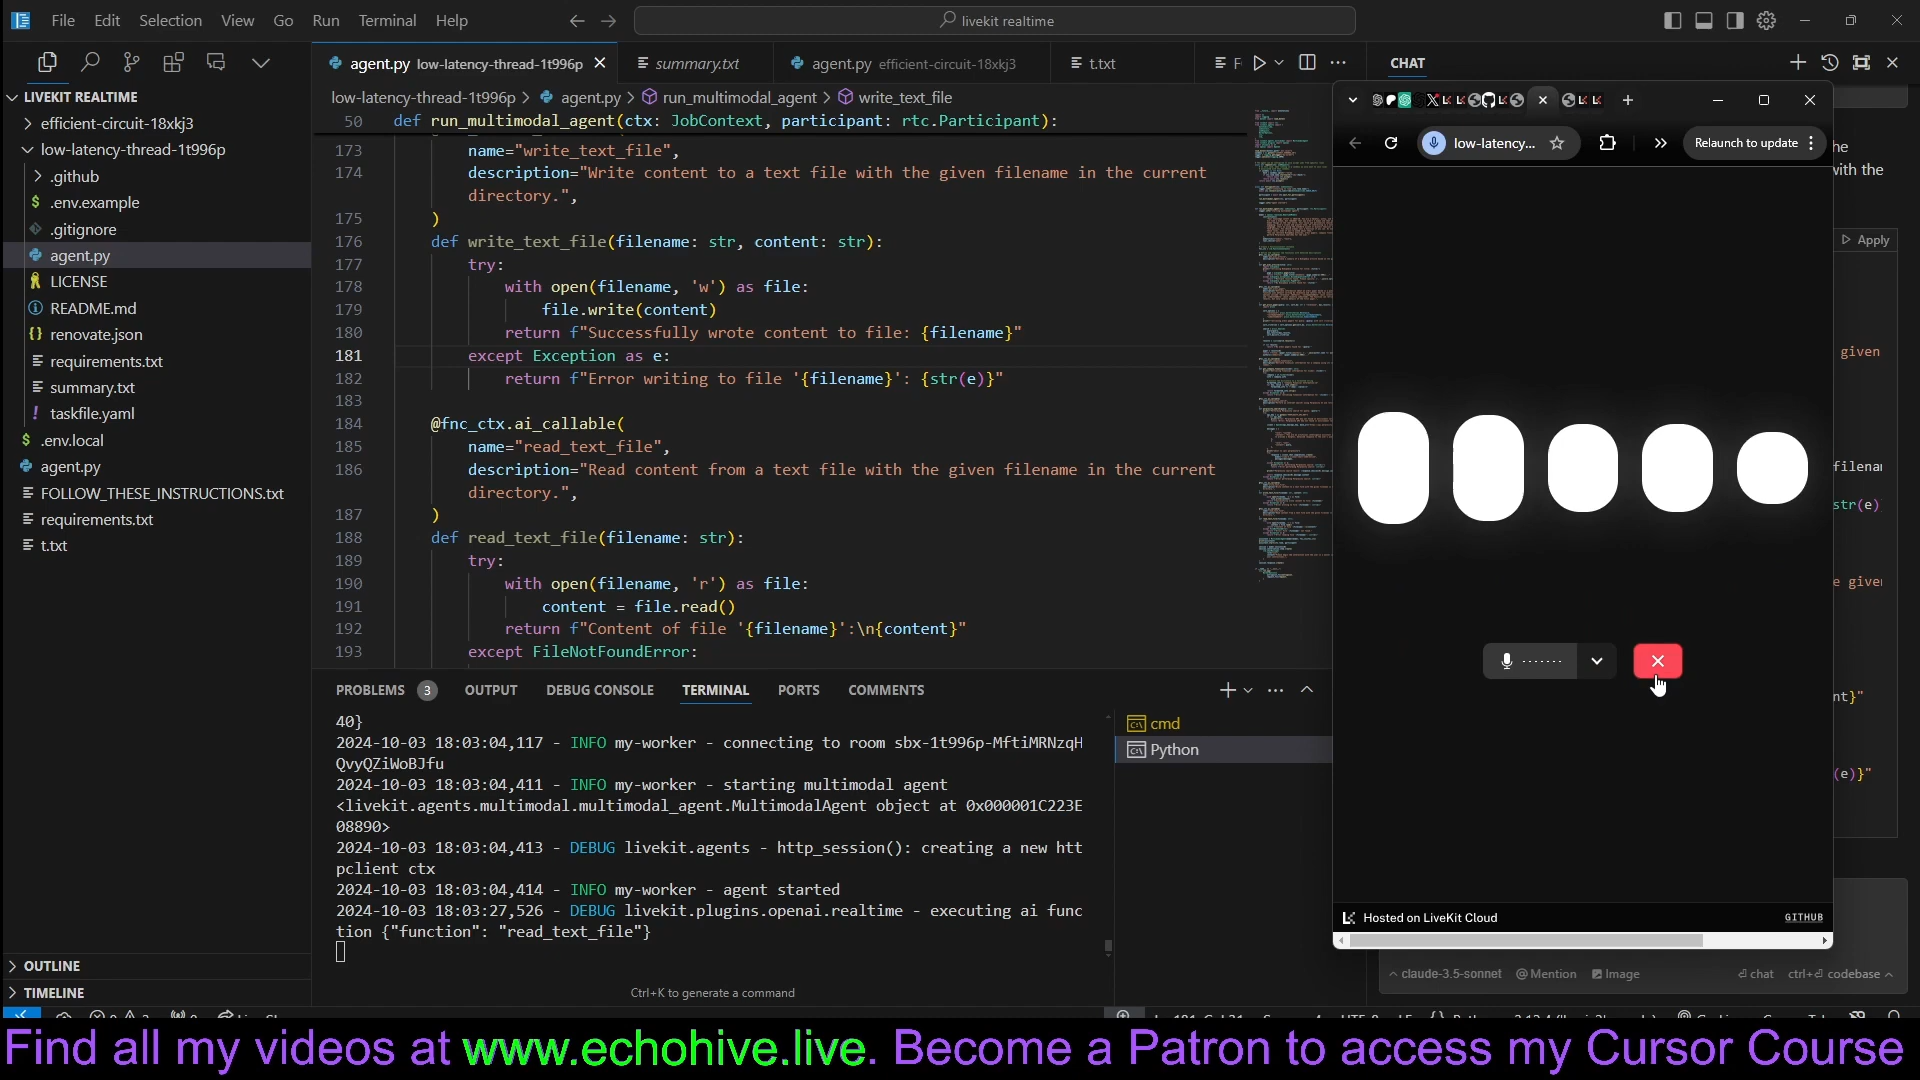 File Edit Selection View Go Run Terminal Help
livekit realtime
LIVEKIT REALTIME
efficient-circuit-18xkj3
low-latency-thread-1t996p
.github
.env.example
.gitignore
agent.py
LICENSE
README.md
renovate.json
requirements.txt
summary.txt
taskfile.yaml
.env.local
agent.py
FOLLOW_THESE_INSTRUCTIONS.txt
requirements.txt
t.txt
OUTLINE
TIMELINE
agent.py low-latency-thread-1t996p
summary.txt
agent.py efficient-circuit-18xkj3
t.txt
low-latency-thread-1t996p > agent.py > run_multimodal_agent > write_text_file
50 def run_multimodal_agent(ctx: JobContext, participant: rtc.Participant):
173 name="write_text_file",
174 description="Write content to a text file with the given filename in the current
directory.",
175 )
176 def write_text_file(filename: str, content: str):
177 try:
178 with open(filename, 'w') as file:
179 file.write(content)
180 return f"Successfully wrote content to file: {filename}"
181 except Exception as e:
182 return f"Error writing to file '{filename}': {str(e)}"
183
184 @fnc_ctx.ai_callable(
185 name="read_text_file",
186 description="Read content from a text file with the given filename in the current
directory.",
187 )
188 def read_text_file(filename: str):
189 try:
190 with open(filename, 'r') as file:
191 content = file.read()
192 return f"Content of file '{filename}':\n{content}"
193 except FileNotFoundError:
PROBLEMS 3 OUTPUT DEBUG CONSOLE TERMINAL PORTS COMMENTS
40}
2024-10-03 18:03:04,117 - INFO my-worker - connecting to room sbx-1t996p-MftiMRNzqH
QvyQZiWoBJfu
2024-10-03 18:03:04,411 - INFO my-worker - starting multimodal agent
<livekit.agents.multimodal.multimodal_agent.MultimodalAgent object at 0x000001C223E
08890>
2024-10-03 18:03:04,413 - DEBUG livekit.agents - http_session(): creating a new htt
pclient ctx
2024-10-03 18:03:04,414 - INFO my-worker - agent started
2024-10-03 18:03:27,526 - DEBUG livekit.plugins.openai.realtime - executing ai func
tion {"function": "read_text_file"}
Ctrl+K to generate a command
cmd
Python
CHAT
low-latency...
Relaunch to update
Hosted on LiveKit Cloud
GITHUB
with the
Apply
given
str(e)
e given
nt}"
(e)}"
claude-3.5-sonnet @ Mention Image
chat ctrl+⏎ codebase
Find all my videos at www.echohive.live. Become a Patron to access my Cursor Course